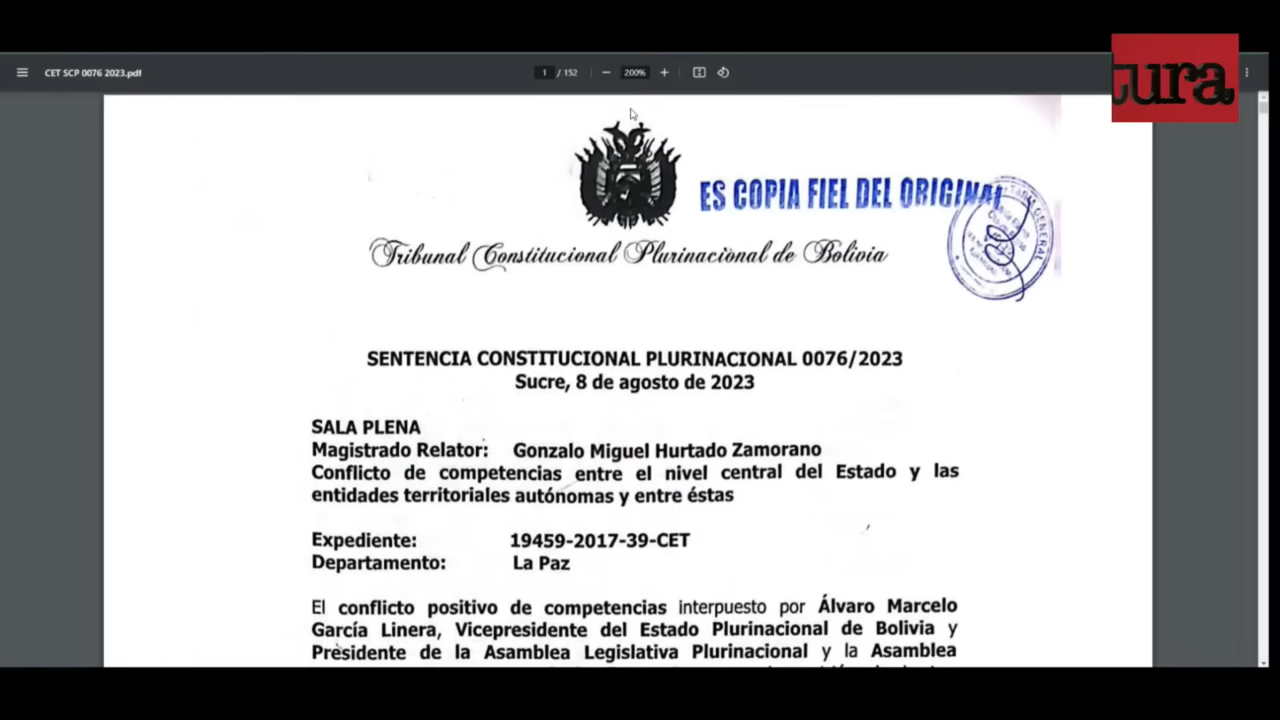 CET SCP 0076 2023.pdf
1 / 152
200%
tura
ES COPIA FIEL DEL ORIGINAL
GENERAL
Tribunal Constitucional Plurinacional de Bolivia
SENTENCIA CONSTITUCIONAL PLURINACIONAL 0076/2023
Sucre, 8 de agosto de 2023
SALA PLENA
Magistrado Relator: Gonzalo Miguel Hurtado Zamorano
Conflicto de competencias entre el nivel central del Estado y las
entidades territoriales autónomas y entre éstas
Expediente: 19459-2017-39-CET
Departamento: La Paz
El conflicto positivo de competencias interpuesto por Álvaro Marcelo
García Linera, Vicepresidente del Estado Plurinacional de Bolivia y
Presidente de la Asamblea Legislativa Plurinacional y la Asamblea